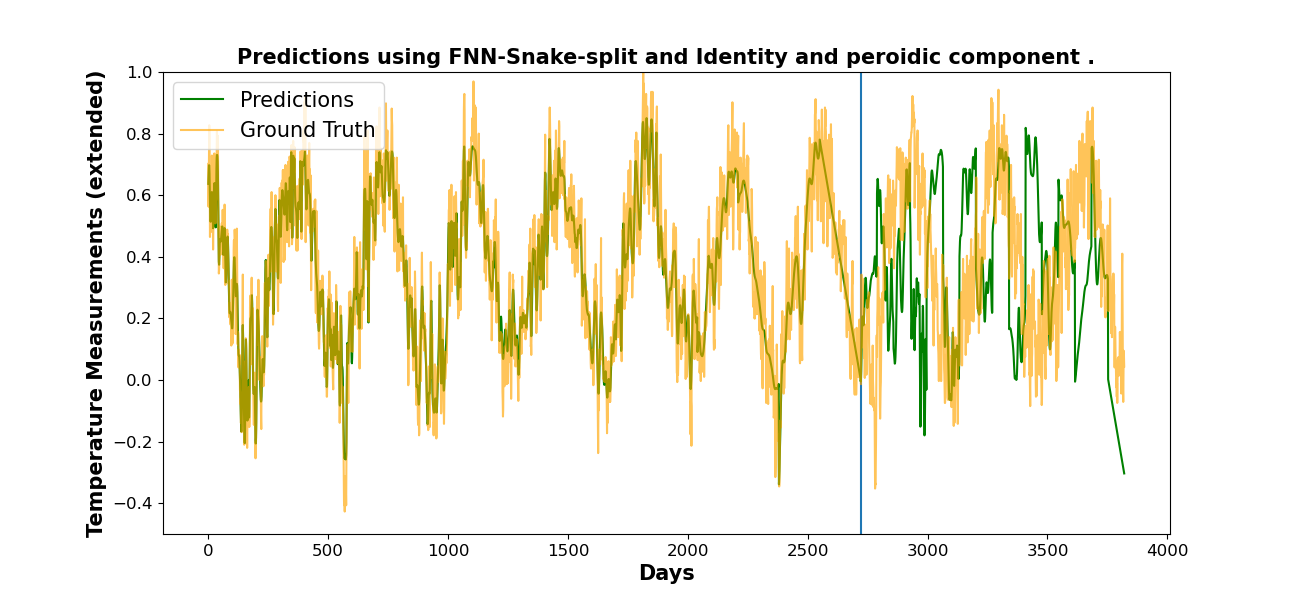 Predictions using FNN-Snake-split and Identity and peroidic component .
Temperature Measurements (extended)
1.0
0.8
0.6
0.4
0.2
0.0
−0.2
−0.4
Predictions
Ground Truth
0 500 1000 1500 2000 2500 3000 3500 4000
Days